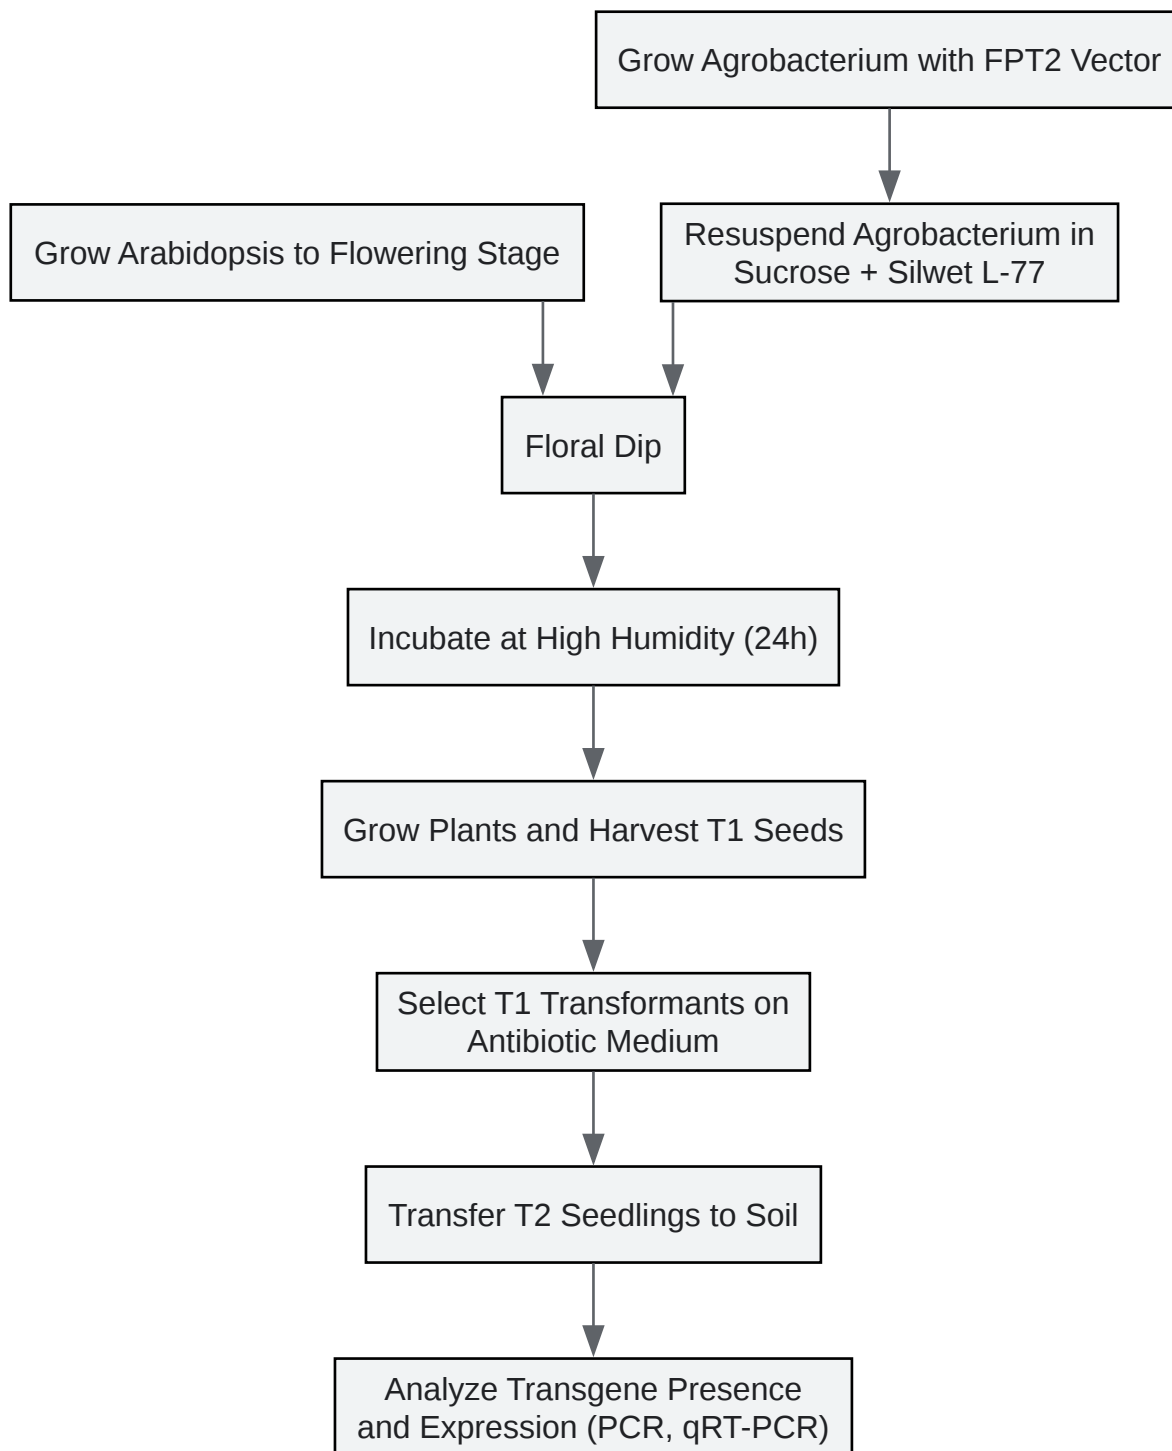 Grow Agrobacterium with FPT2 Vector
Grow Arabidopsis to Flowering Stage
Resuspend Agrobacterium in
Sucrose + Silwet L-77
Floral Dip
Incubate at High Humidity (24h)
Grow Plants and Harvest T1 Seeds
Select T1 Transformants on
Antibiotic Medium
Transfer T2 Seedlings to Soil
Analyze Transgene Presence
and Expression (PCR, qRT-PCR)